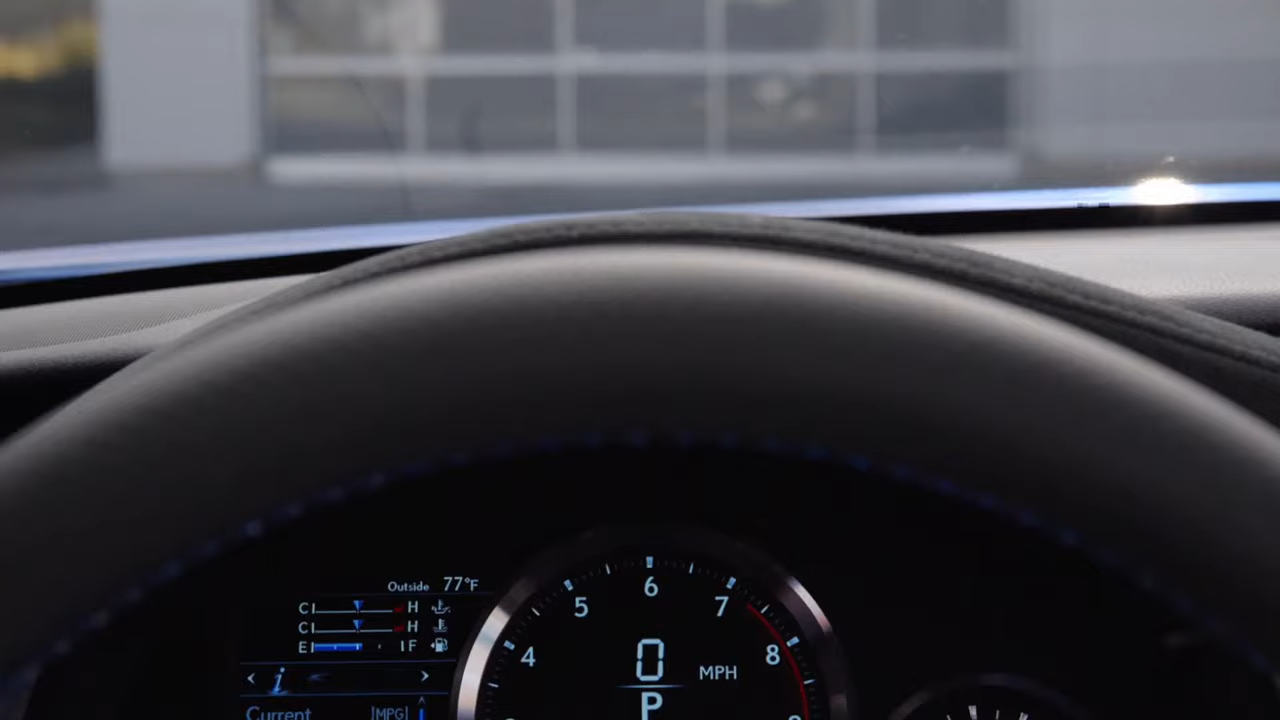 Outside 77°F
C H
C H
E F
< i >
Current MPG
5 6 7
4 8
0 MPH
P